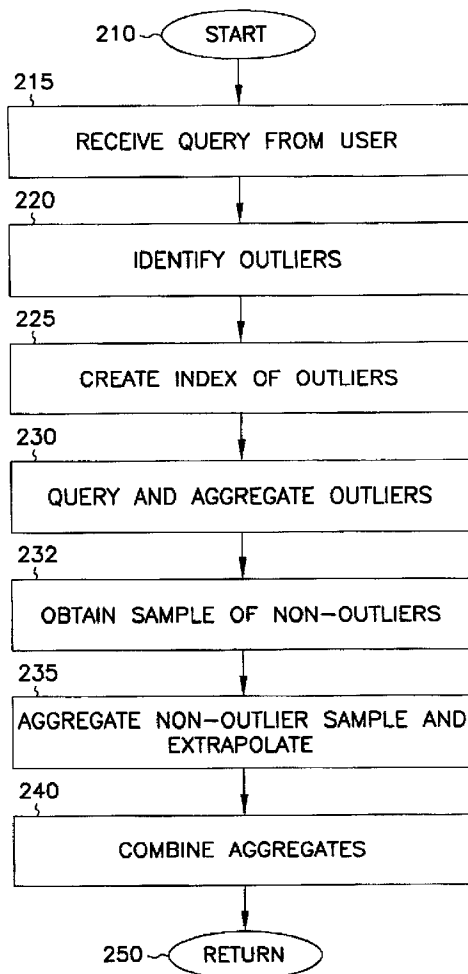 210 START
215
RECEIVE QUERY FROM USER
220
IDENTIFY OUTLIERS
225
CREATE INDEX OF OUTLIERS
230
QUERY AND AGGREGATE OUTLIERS
232
OBTAIN SAMPLE OF NON-OUTLIERS
235
AGGREGATE NON-OUTLIER SAMPLE AND
EXTRAPOLATE
240
COMBINE AGGREGATES
250 RETURN